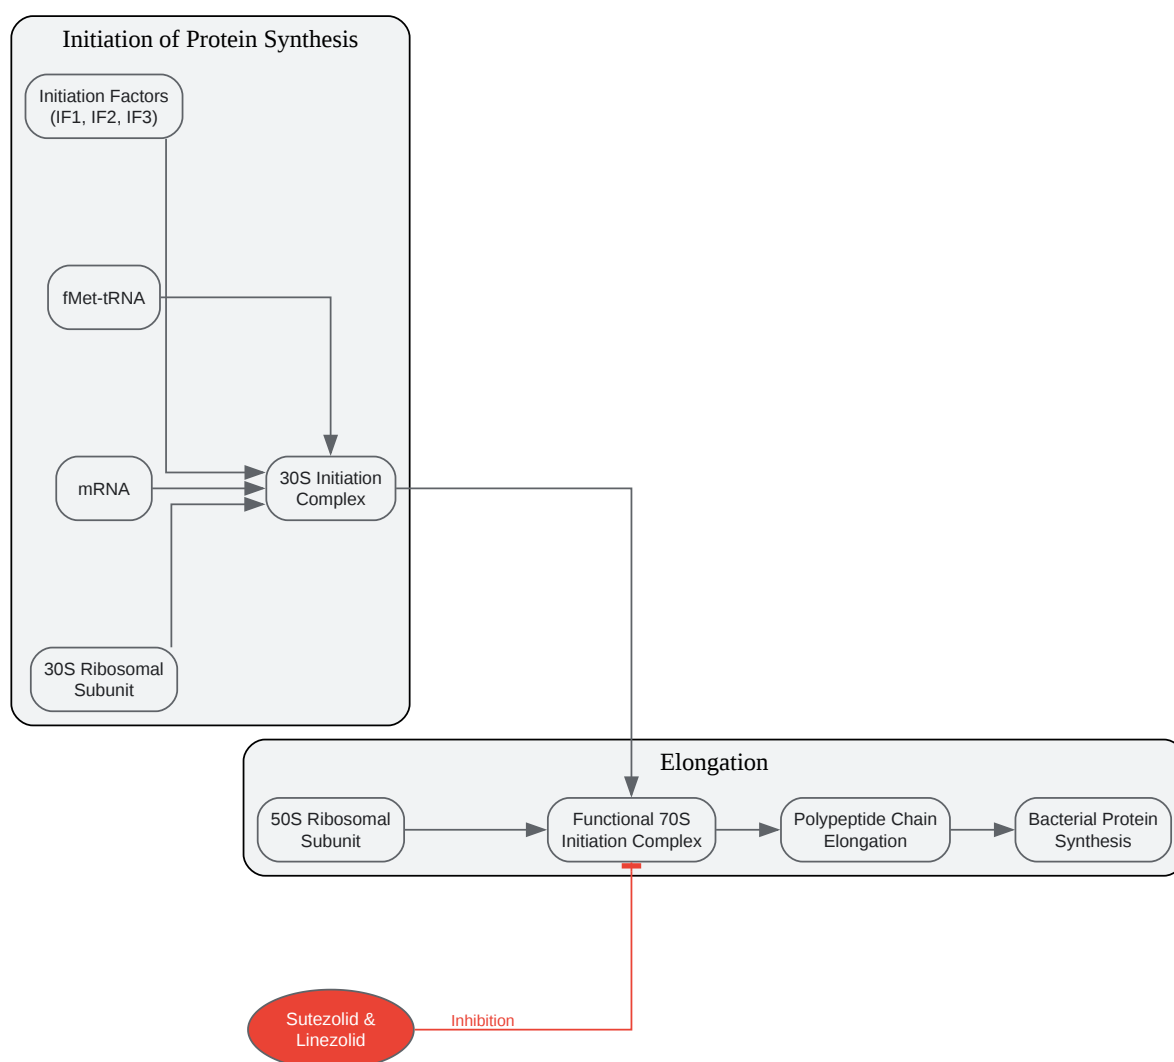 Initiation of Protein Synthesis
Initiation Factors
(IF1, IF2, IF3)
fMet-tRNA
mRNA
30S Initiation
Complex
30S Ribosomal
Subunit
Elongation
50S Ribosomal
Subunit
Functional 70S
Initiation Complex
Polypeptide Chain
Elongation
Bacterial Protein
Synthesis
Sutezolid &
Linezolid
Inhibition